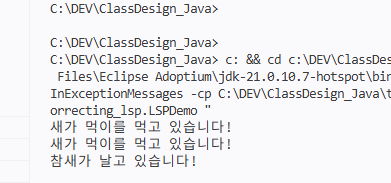 C:\DEV\ClassDesign_Java>
C:\DEV\ClassDesign_Java>
C:\DEV\ClassDesign_Java> c: && cd c:\DEV\ClassDes
Files\Eclipse Adoptium\jdk-21.0.10.7-hotspot\bin
InExceptionMessages -cp C:\DEV\ClassDesign_Java\t
orrecting_lsp.LSPDemo "
새가 먹이를 먹고 있습니다!
새가 먹이를 먹고 있습니다!
참새가 날고 있습니다!